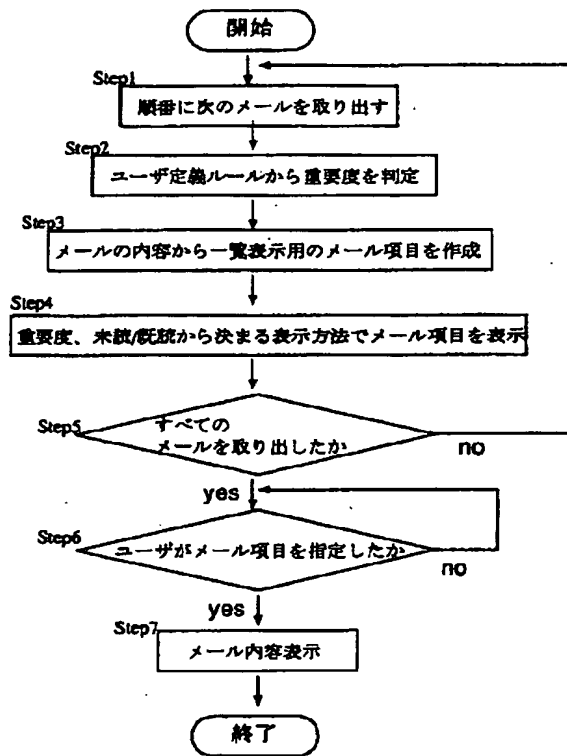 開始
Step1
順番に次のメールを取り出す
Step2
ユーザ定義ルールから重要度を判定
Step3
メールの内容から一覧表示用のメール項目を作成
Step4
重要度、未読/既読から決まる表示方法でメール項目を表示
Step5
すべての
メールを取り出したか
no
yes
Step6
ユーザがメール項目を指定したか
no
yes
Step7
メール内容表示
終了